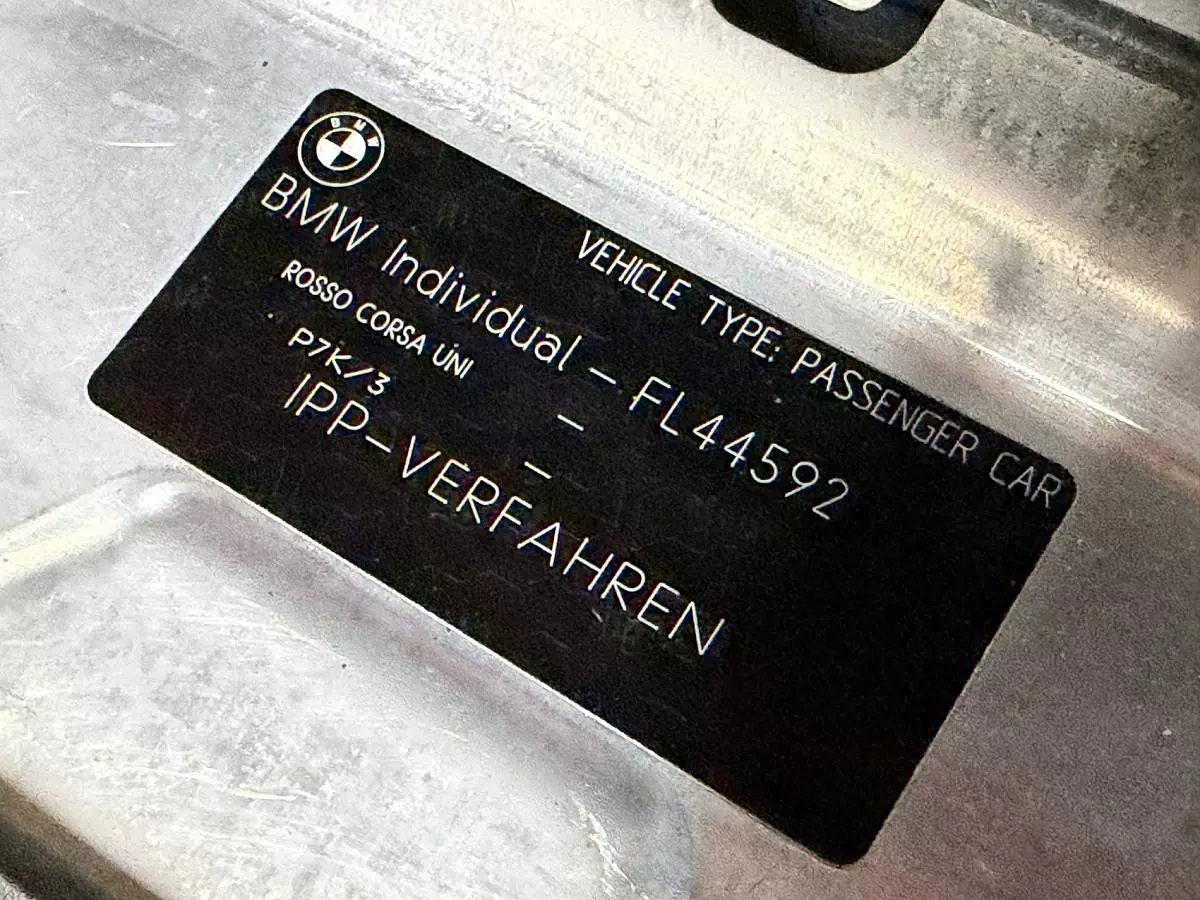 BMW
VEHICLE TYPE: PASSENGER CAR
BMW Individual – FL44592
ROSSO CORSA UNI –
P7K/3 –
IPP–VERFAHREN